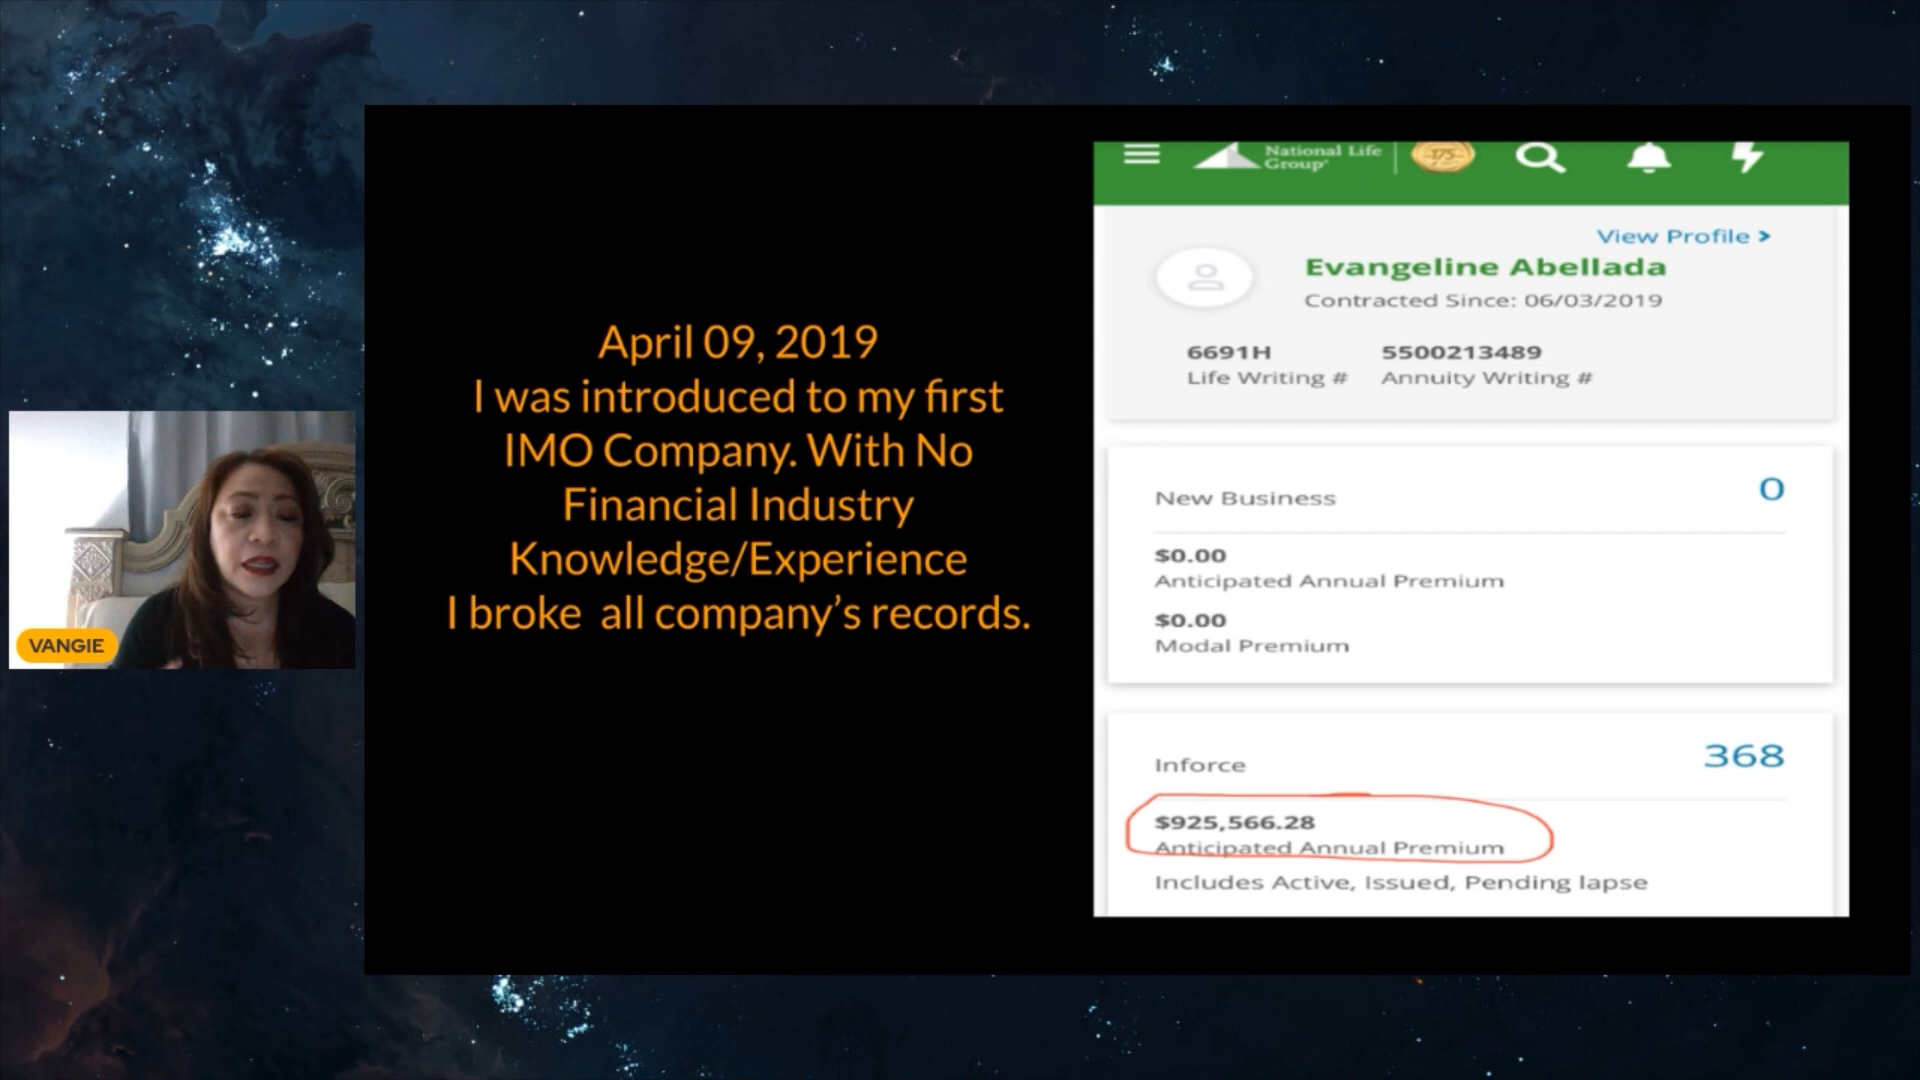 April 09, 2019
I was introduced to my first
IMO Company. With No
Financial Industry
Knowledge/Experience
I broke all company’s records.
VANGIE
National Life
Group
175
View Profile >
Evangeline Abellada
Contracted Since: 06/03/2019
6691H 5500213489
Life Writing # Annuity Writing #
New Business 0
$0.00
Anticipated Annual Premium
$0.00
Modal Premium
Inforce 368
$925,566.28
Anticipated Annual Premium
Includes Active, Issued, Pending lapse